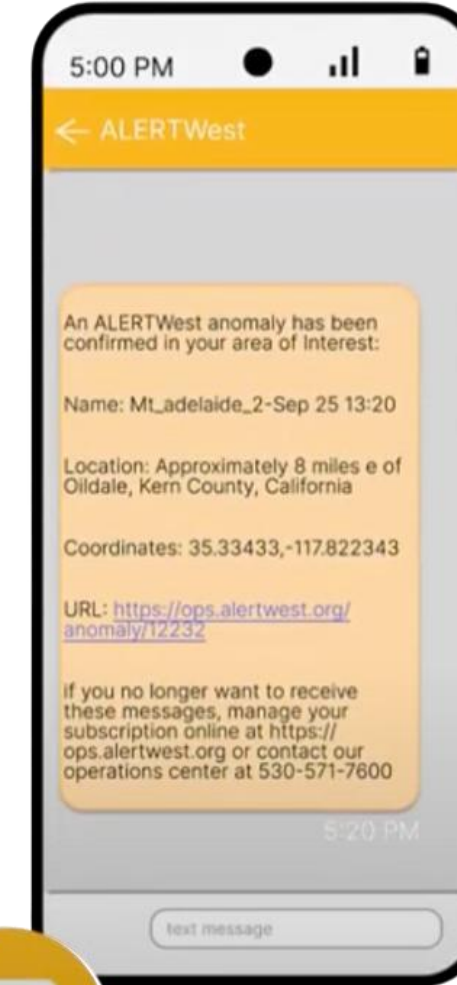 5:00 PM
← ALERTWest
An ALERTWest anomaly has been
confirmed in your area of Interest:
Name: Mt_adelaide_2-Sep 25 13:20
Location: Approximately 8 miles e of
Oildale, Kern County, California
Coordinates: 35.33433,-117.822343
URL: https://ops.alertwest.org/
anomaly/12232
if you no longer want to receive
these messages, manage your
subscription online at https://
ops.alertwest.org or contact our
operations center at 530-571-7600
5:20 PM
text message